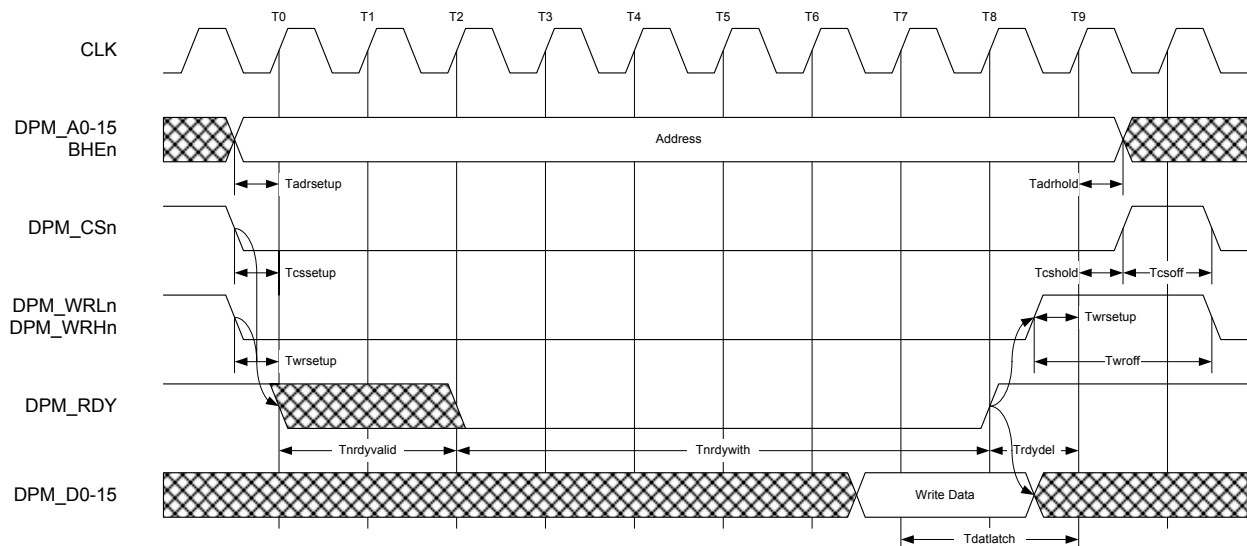 T0 T1 T2 T3 T4 T5 T6 T7 T8 T9
CLK
DPM_A0-15
BHEn
Address
Tadrsetup Tadrhold
DPM_CSn
Tcssetup Tcshold Tcsoff
DPM_WRLn
DPM_WRHn
Twrsetup
Twrsetup Twroff
DPM_RDY
Tnrdyvalid Tnrdywith Trdydel
DPM_D0-15
Write Data
Tdatlatch